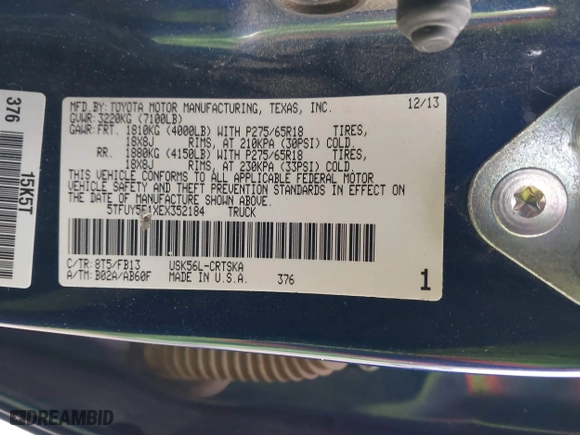 MFD.BY:TOYOTA MOTOR MANUFACTURING, TEXAS, INC. 12/13
GVWR:3220KG (7100LB)
GAWR:FRT. 1810KG (4000LB) WITH P275/65R18 TIRES,
18X8J RIMS, AT 210KPA (30PSI) COLD
RR. 1880KG (4150LB) WITH P275/65R18 TIRES,
18X8J RIMS, AT 230KPA (33PSI) COLD
THIS VEHICLE CONFORMS TO ALL APPLICABLE FEDERAL MOTOR
VEHICLE SAFETY AND THEFT PREVENTION STANDARDS IN EFFECT ON
THE DATE OF MANUFACTURE SHOWN ABOVE.
TRUCK
C/TR:8T5/FB13 USK56L-CRTSKA
A/TM:B02A/AB60F MADE IN U.S.A. 376 1
376 15K5T
DREAMBID